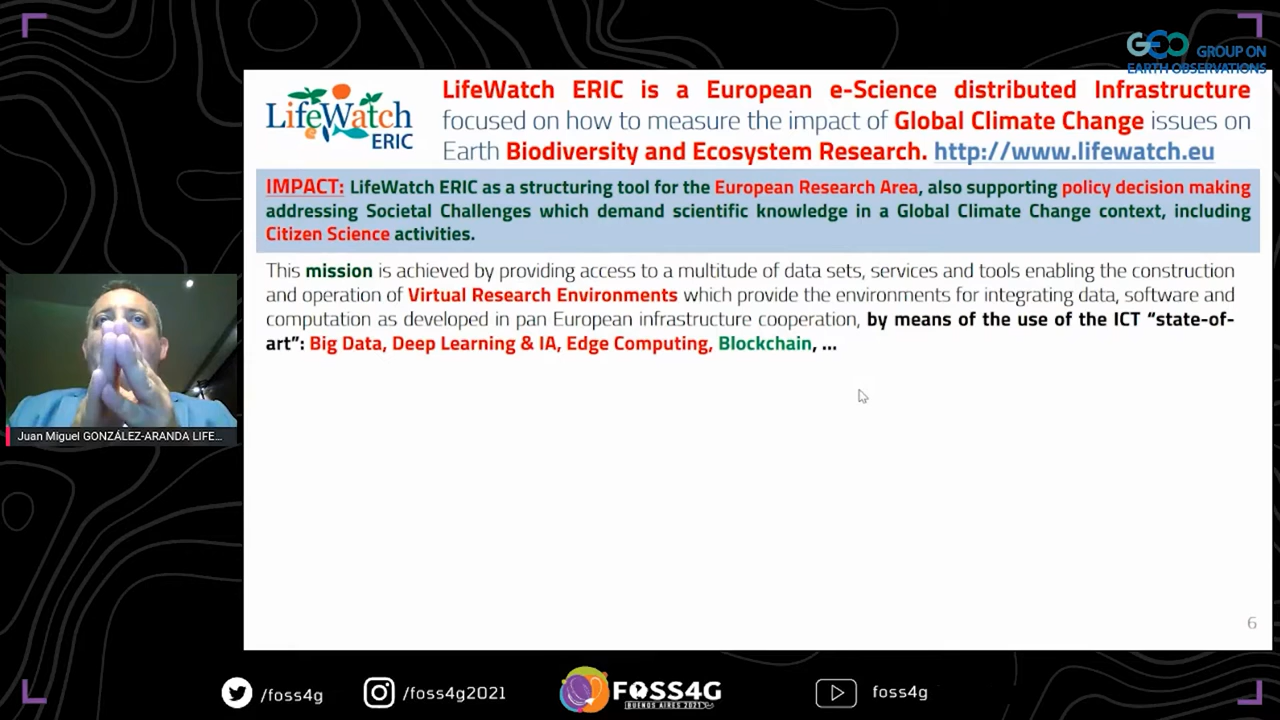 GEO GROUP ON
EARTH OBSERVATIONS
LifeWatch
ERIC
LifeWatch ERIC is a European e-Science distributed Infrastructure
focused on how to measure the impact of Global Climate Change issues on
Earth Biodiversity and Ecosystem Research. http://www.lifewatch.eu
IMPACT: LifeWatch ERIC as a structuring tool for the European Research Area, also supporting policy decision making
addressing Societal Challenges which demand scientific knowledge in a Global Climate Change context, including
Citizen Science activities.
This mission is achieved by providing access to a multitude of data sets, services and tools enabling the construction
and operation of Virtual Research Environments which provide the environments for integrating data, software and
computation as developed in pan European infrastructure cooperation, by means of the use of the ICT “state-of-
art”: Big Data, Deep Learning & IA, Edge Computing, Blockchain, ...
Juan Miguel GONZÁLEZ-ARANDA LIFE...
6
/foss4g
/foss4g2021
FOSS4G
BUENOS AIRES 2021
foss4g